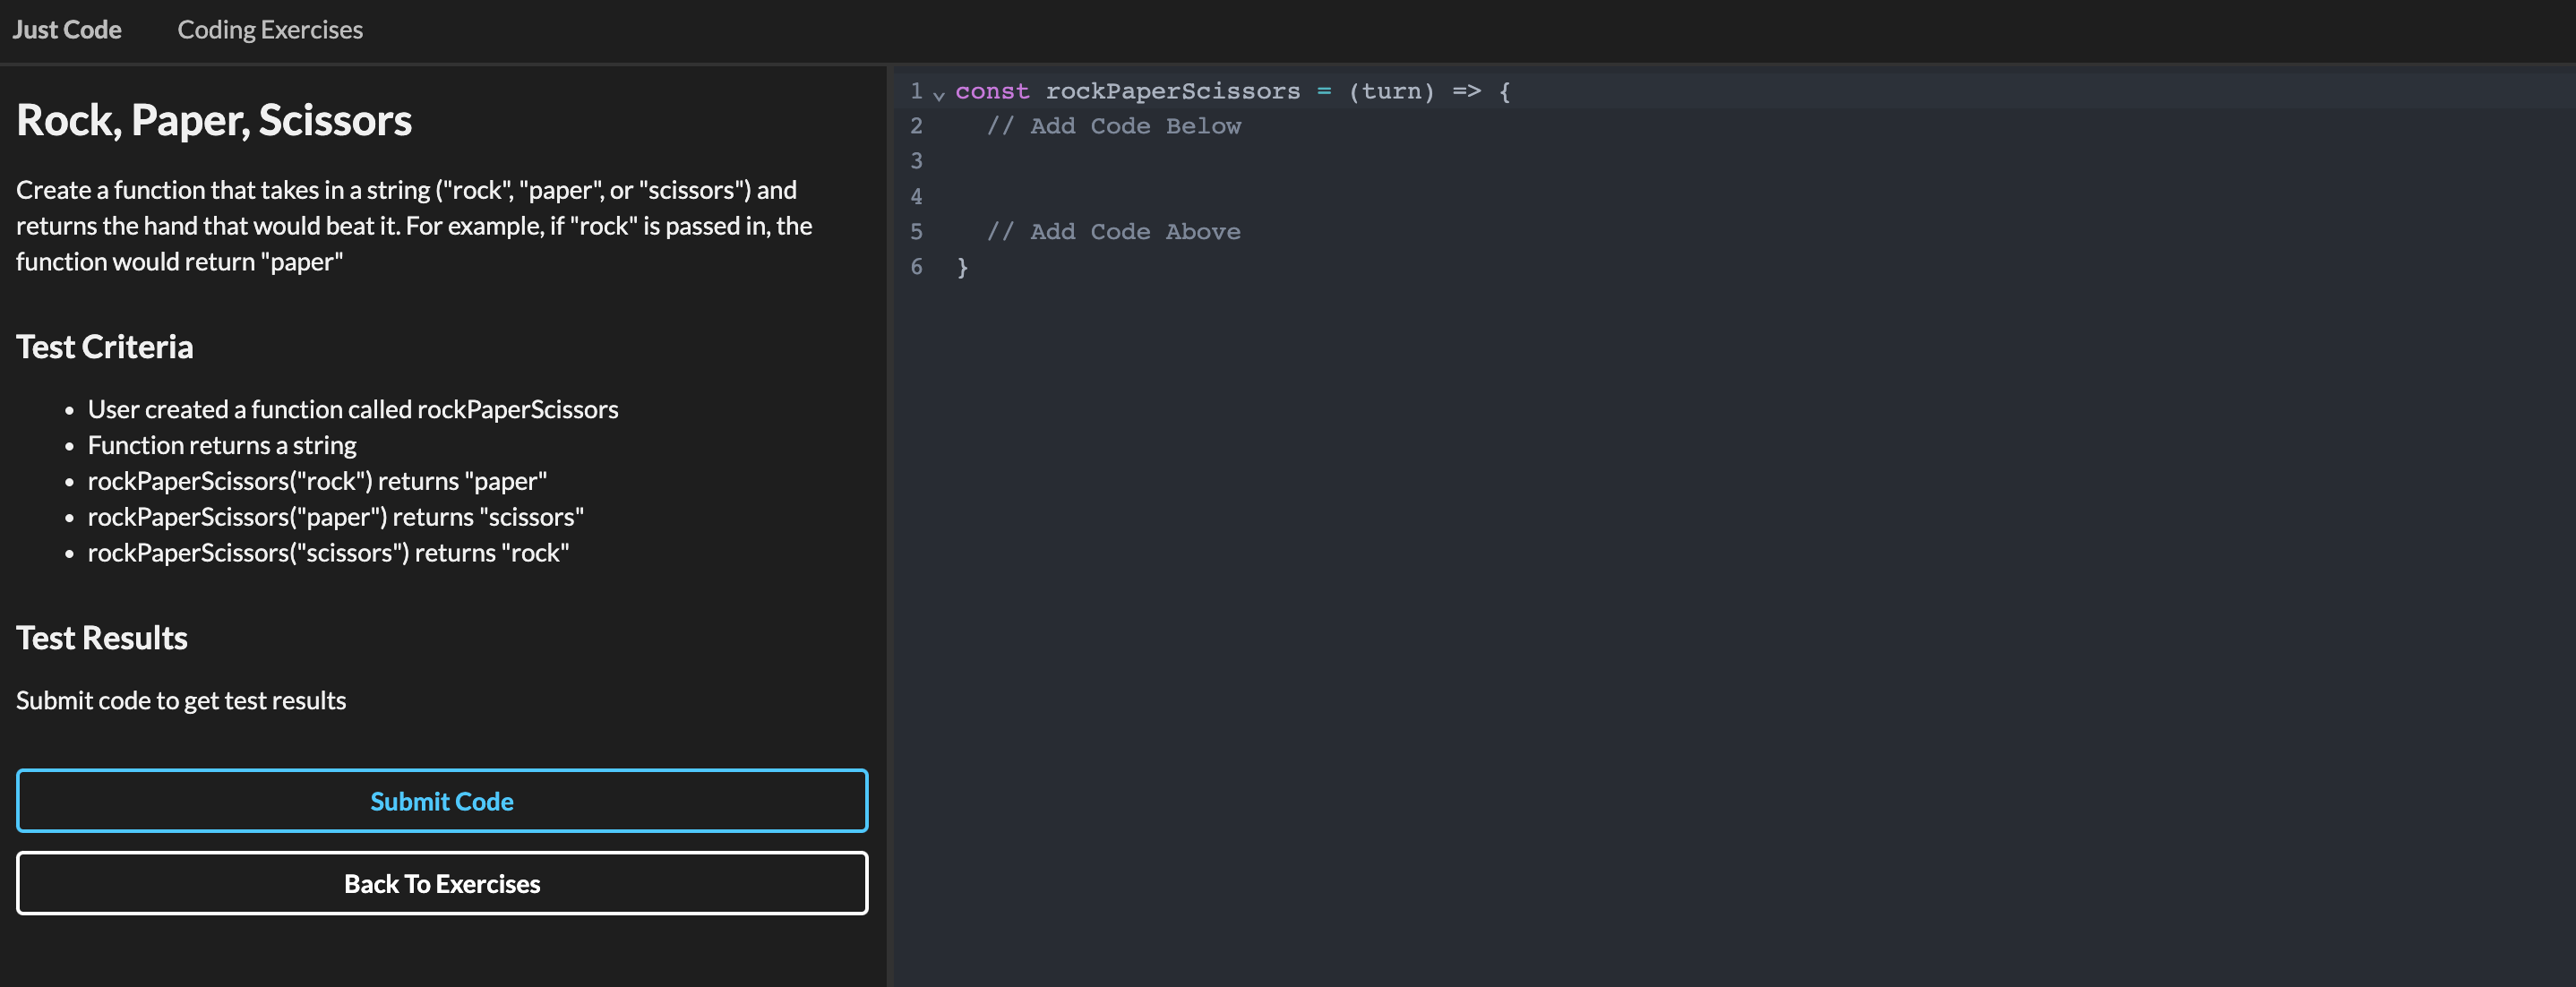 Just Code Coding Exercises
Rock, Paper, Scissors
Create a function that takes in a string ("rock", "paper", or "scissors") and
returns the hand that would beat it. For example, if "rock" is passed in, the
function would return "paper"
Test Criteria
• User created a function called rockPaperScissors
• Function returns a string
• rockPaperScissors("rock") returns "paper"
• rockPaperScissors("paper") returns "scissors"
• rockPaperScissors("scissors") returns "rock"
Test Results
Submit code to get test results
Submit Code
Back To Exercises
1 const rockPaperScissors = (turn) => {
2 // Add Code Below
3
4
5 // Add Code Above
6 }